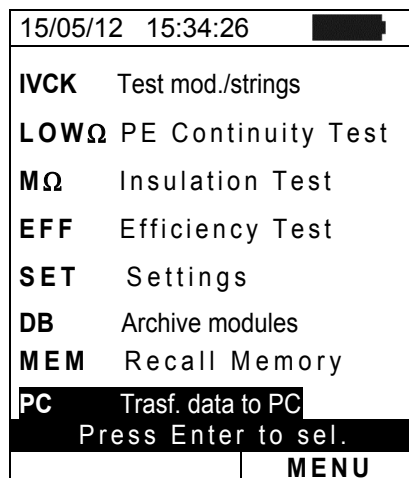 15/05/12 15:34:26
IVCK Test mod./strings
LOWΩ PE Continuity Test
MΩ Insulation Test
EFF Efficiency Test
SET Settings
DB Archive modules
MEM Recall Memory
PC Trasf. data to PC
Press Enter to sel.
MENU